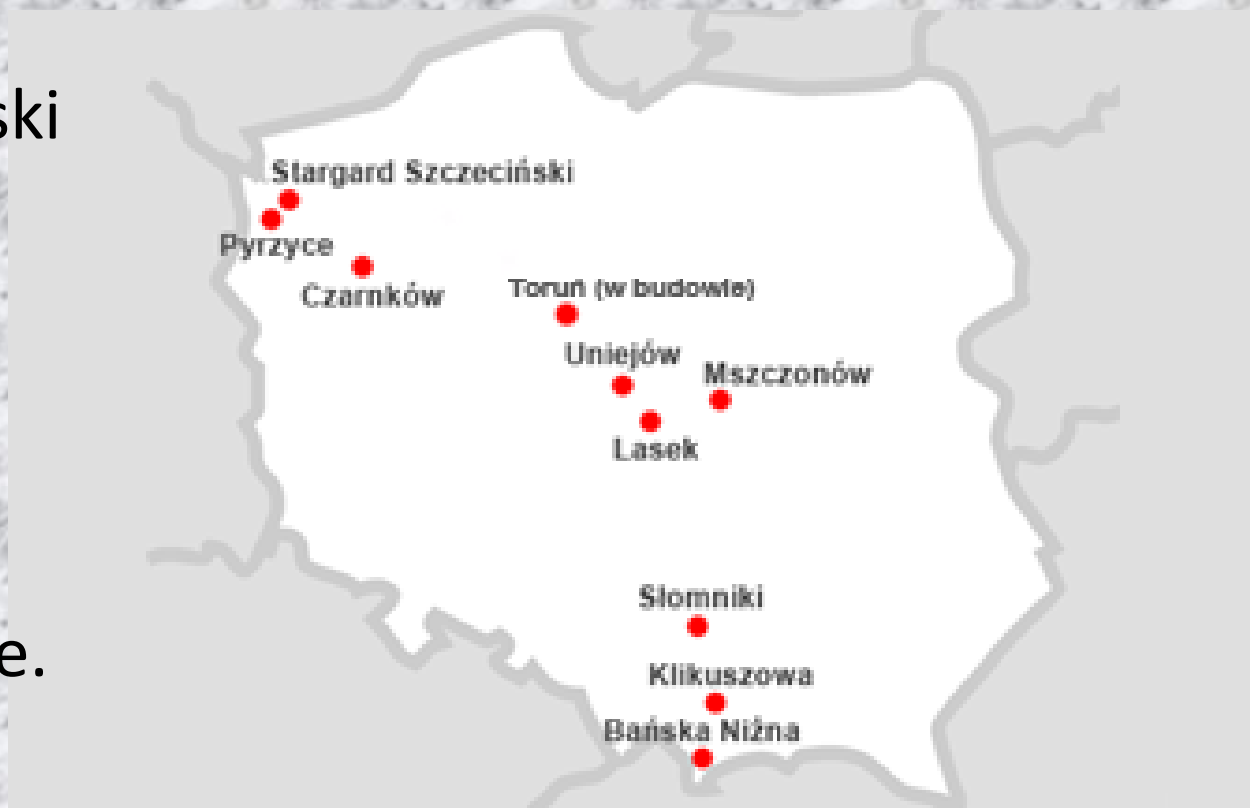 ski
Stargard Szczeciński
Pyrzyce
Czarnków
Toruń (w budowie)
Uniejów
Mszczonów
Lasek
Słomniki
e.
Klikuszowa
Bańska Niżna